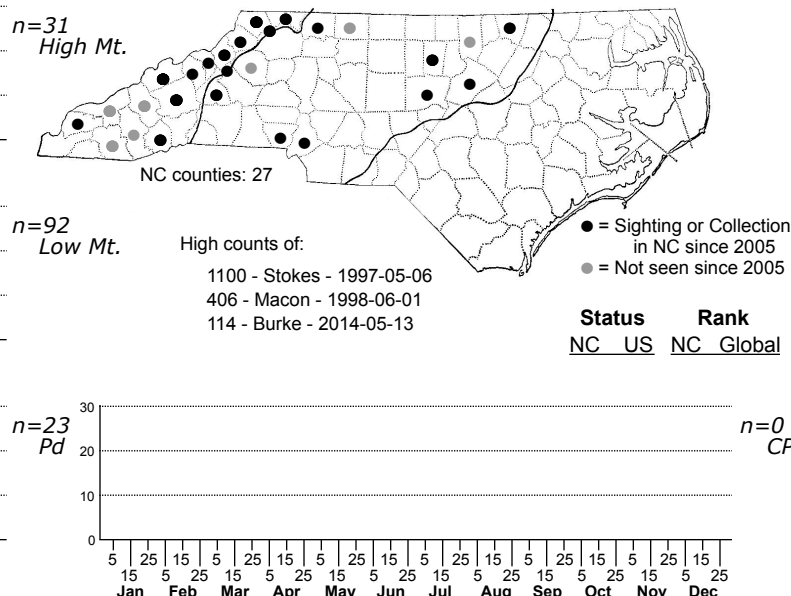 n=31
High Mt.
NC counties: 27
n=92
Low Mt.
High counts of:
1100 - Stokes - 1997-05-06
406 - Macon - 1998-06-01
114 - Burke - 2014-05-13
● = Sighting or Collection
in NC since 2005
● = Not seen since 2005
Status Rank
NC US NC Global
n=23
Pd
n=0
CP
30
20
10
0
5 25 15 5 25 15 5 25 15 5 25 15 5 25 15 5 25 15
15 5 25 15 5 25 15 5 25 15 5 25 15 5 25 15 5 25
Jan Feb Mar Apr May Jun Jul Aug Sep Oct Nov Dec